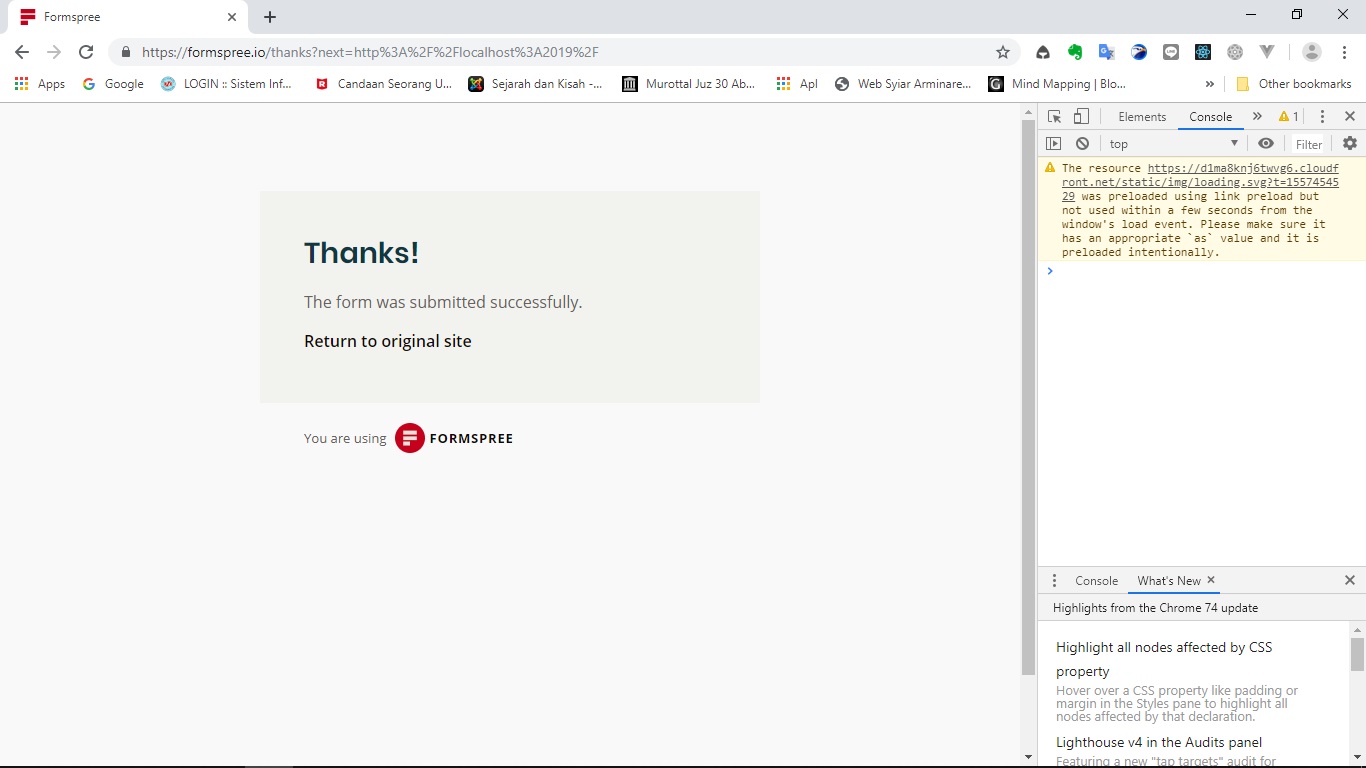 Formspree
https://formspree.io/thanks?next=http%3A%2F%2Flocalhost%3A2019%2F
Apps
Google
LOGIN :: Sistem Inf...
Candaan Seorang U...
Sejarah dan Kisah -...
Murottal Juz 30 Ab...
Apl
Web Syiar Arminare...
Mind Mapping | Blo...
»
Other bookmarks
Thanks!
The form was submitted successfully.
Return to original site
You are using FORMSPREE
Elements Console » 1
top Filter
The resource https://d1ma8knj6twvg6.cloudf
ront.net/static/img/loading.svg?t=15574545
29 was preloaded using link preload but
not used within a few seconds from the
window's load event. Please make sure it
has an appropriate `as` value and it is
preloaded intentionally.
Console What's New
Highlights from the Chrome 74 update
Highlight all nodes affected by CSS
property
Hover over a CSS property like padding or
margin in the Styles pane to highlight all
nodes affected by that declaration.
Lighthouse v4 in the Audits panel
Featuring a new "tap targets" audit for